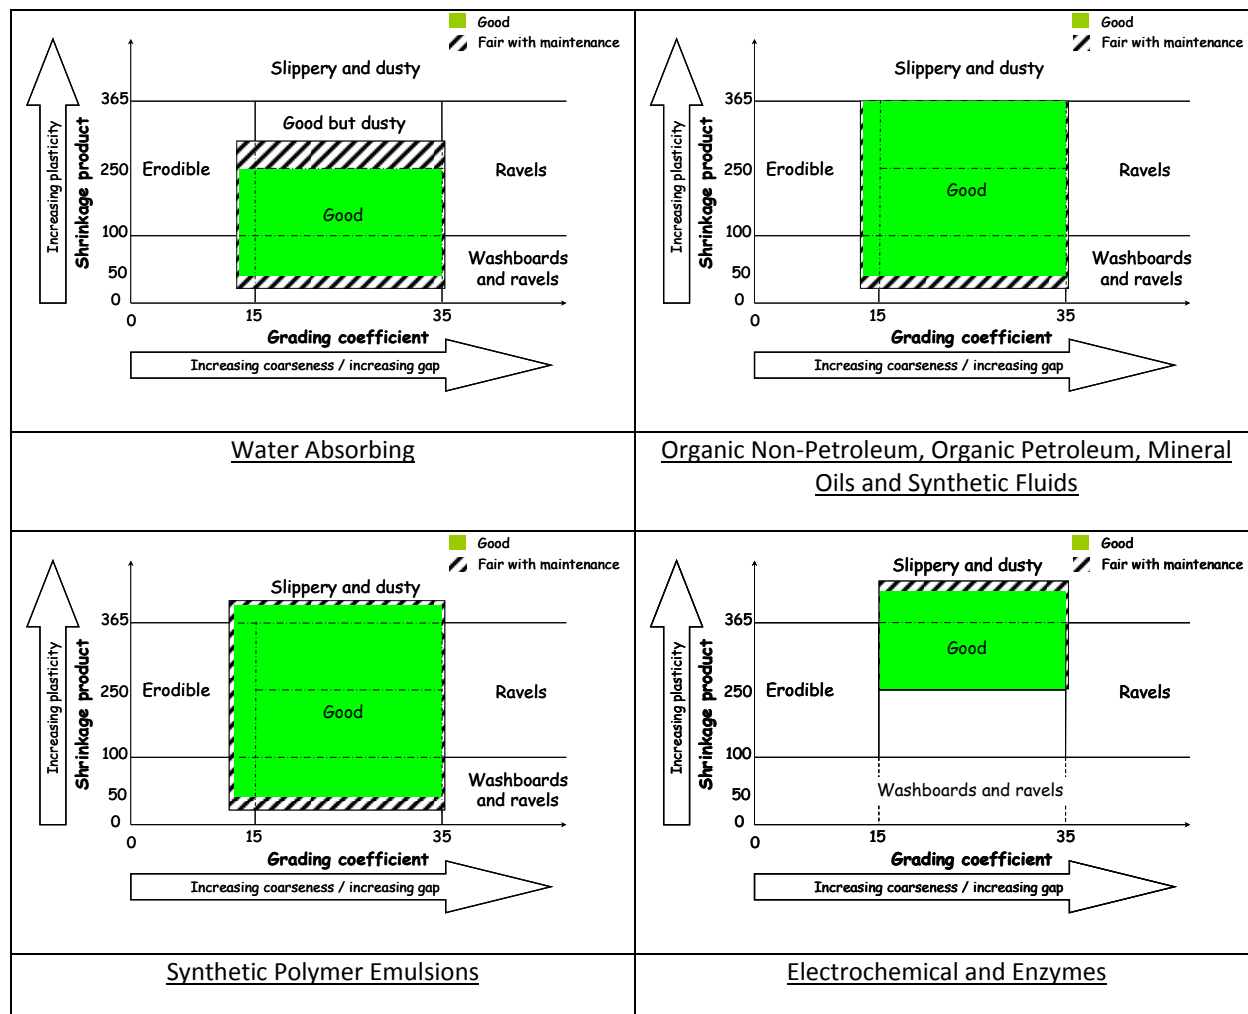 Good
Fair with maintenance
Slippery and dusty
365
Good but dusty
Increasing plasticity
Shrinkage product
250
Erodible
Ravels
Good
100
Washboards
and ravels
50
0
0
15
35
Grading coefficient
Increasing coarseness / increasing gap
Water Absorbing
Good
Fair with maintenance
Slippery and dusty
365
Increasing plasticity
Shrinkage product
250
Erodible
Good
Ravels
100
Washboards
and ravels
50
0
0
15
35
Grading coefficient
Increasing coarseness / increasing gap
Organic Non-Petroleum, Organic Petroleum, Mineral
Oils and Synthetic Fluids
Good
Fair with maintenance
Slippery and dusty
365
Increasing plasticity
Shrinkage product
250
Erodible
Good
Ravels
100
Washboards
and ravels
50
0
0
15
35
Grading coefficient
Increasing coarseness / increasing gap
Synthetic Polymer Emulsions
Good
Fair with maintenance
Slippery and dusty
365
Good
Increasing plasticity
Shrinkage product
250
Erodible
Ravels
100
Washboards and ravels
50
0
0
15
35
Grading coefficient
Increasing coarseness / increasing gap
Electrochemical and Enzymes